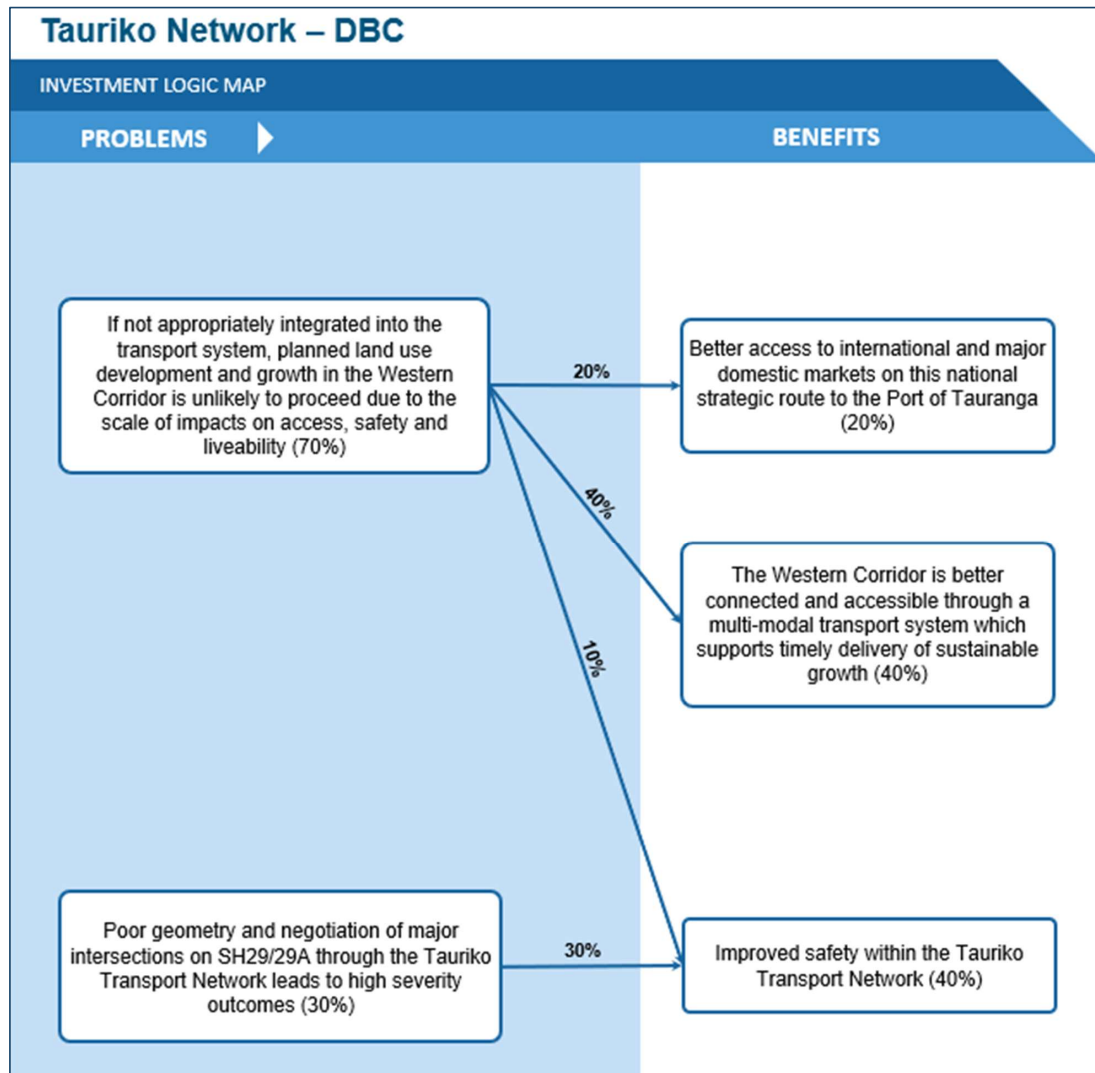 Tauriko Network – DBC
INVESTMENT LOGIC MAP
PROBLEMS
BENEFITS
If not appropriately integrated into the
transport system, planned land use
development and growth in the Western
Corridor is unlikely to proceed due to the
scale of impacts on access, safety and
liveability (70%)
20%
Better access to international and major
domestic markets on this national
strategic route to the Port of Tauranga
(20%)
40%
The Western Corridor is better
connected and accessible through a
multi-modal transport system which
supports timely delivery of sustainable
growth (40%)
10%
Poor geometry and negotiation of major
intersections on SH29/29A through the Tauriko
Transport Network leads to high severity
outcomes (30%)
30%
Improved safety within the Tauriko
Transport Network (40%)